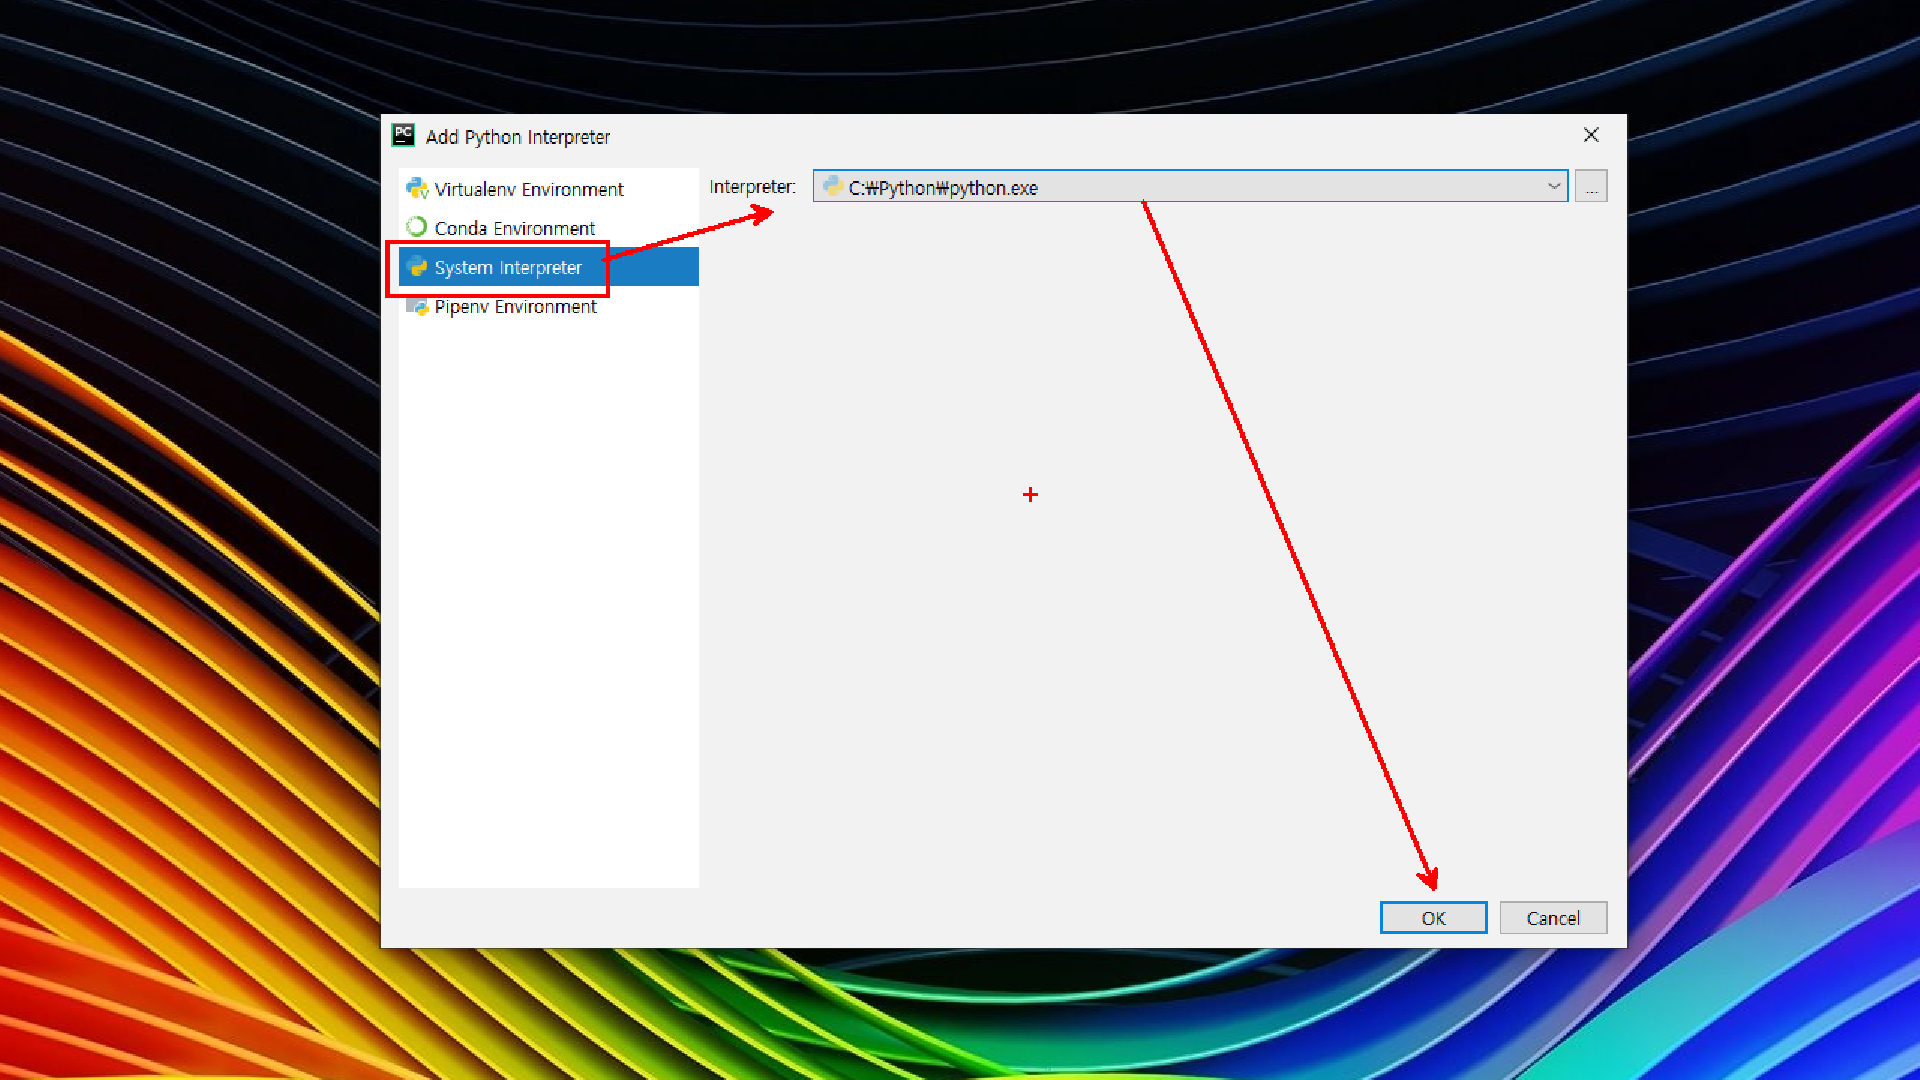 PC Add Python Interpreter
Virtualenv Environment
Conda Environment
System Interpreter
Pipenv Environment
Interpreter: C:₩Python₩python.exe ...
OK Cancel